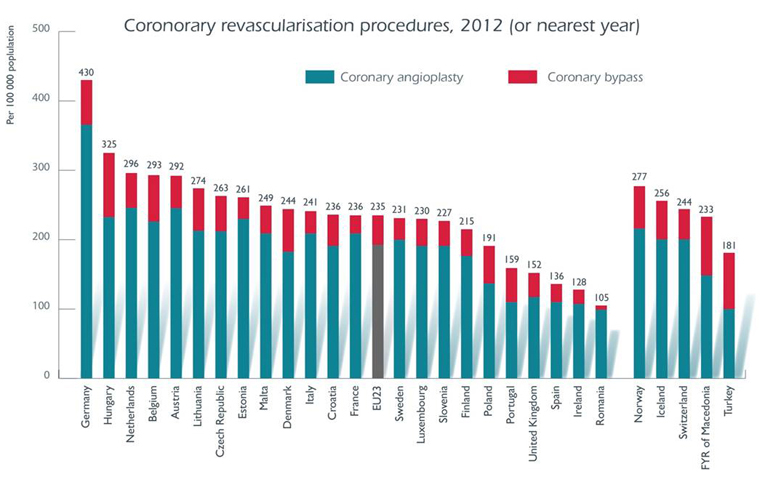 Coronorary revascularisation procedures, 2012 (or nearest year)
Per 100 000 poplulation
Coronary angioplasty
Coronary bypass
500
400
300
200
100
0
430
325
296
293
292
274
263
261
249
244
241
236
236
235
231
230
227
215
191
159
152
136
128
105
277
256
244
233
181
Germany
Hungary
Netherlands
Belgium
Austria
Lithuania
Czech Republic
Estonia
Malta
Denmark
Italy
Croatia
France
EU23
Sweden
Luxembourg
Slovenia
Finland
Poland
Portugal
United Kingdom
Spain
Ireland
Romania
Norway
Iceland
Switzerland
FYR of Macedonia
Turkey